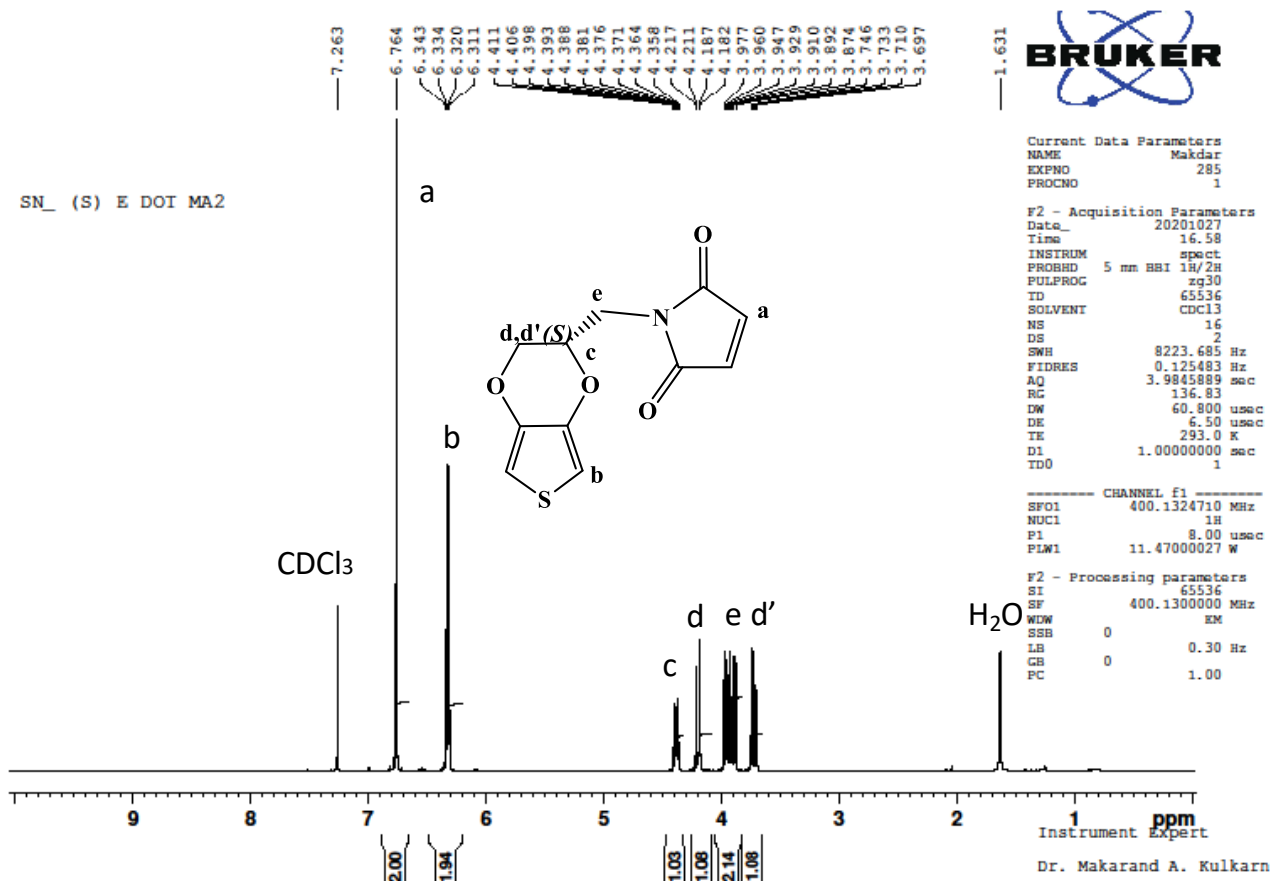 7.263
6.764
6.343
6.334
6.320
6.311
4.411
4.406
4.398
4.393
4.388
4.381
4.376
4.371
4.364
4.358
4.217
4.211
4.187
4.182
3.977
3.960
3.947
3.929
3.910
3.892
3.874
3.746
3.733
3.710
3.697
1.631
BRUKER
SN_ (S) E DOT MA2
Current Data Parameters
NAME Makdar
EXPNO 285
PROCNO 1
F2 - Acquisition Parameters
Date_ 20201027
Time 16.58
INSTRUM spect
PROBHD 5 mm BBI 1H/2H
PULPROG zg30
TD 65536
SOLVENT CDCl3
NS 16
DS 2
SWH 8223.685 Hz
FIDRES 0.125483 Hz
AQ 3.9845889 sec
RG 136.83
DW 60.800 usec
DE 6.50 usec
TE 293.0 K
D1 1.00000000 sec
TD0 1
======== CHANNEL f1 ========
SFO1 400.1324710 MHz
NUC1 1H
P1 8.00 usec
PLW1 11.47000027 W
F2 - Processing parameters
SI 65536
SF 400.1300000 MHz
WDW EM
SSB 0
LB 0.30 Hz
GB 0
PC 1.00
a
O
e
N
a
d,d'(S)
c
O
O
O
b
S
b
CDCl3
c
d
e
d’
H2O
9 8 7 6 5 4 3 2 1 ppm
2.00
1.94
1.03
1.08
2.14
1.08
Instrument Expert
Dr. Makarand A. Kulkarn